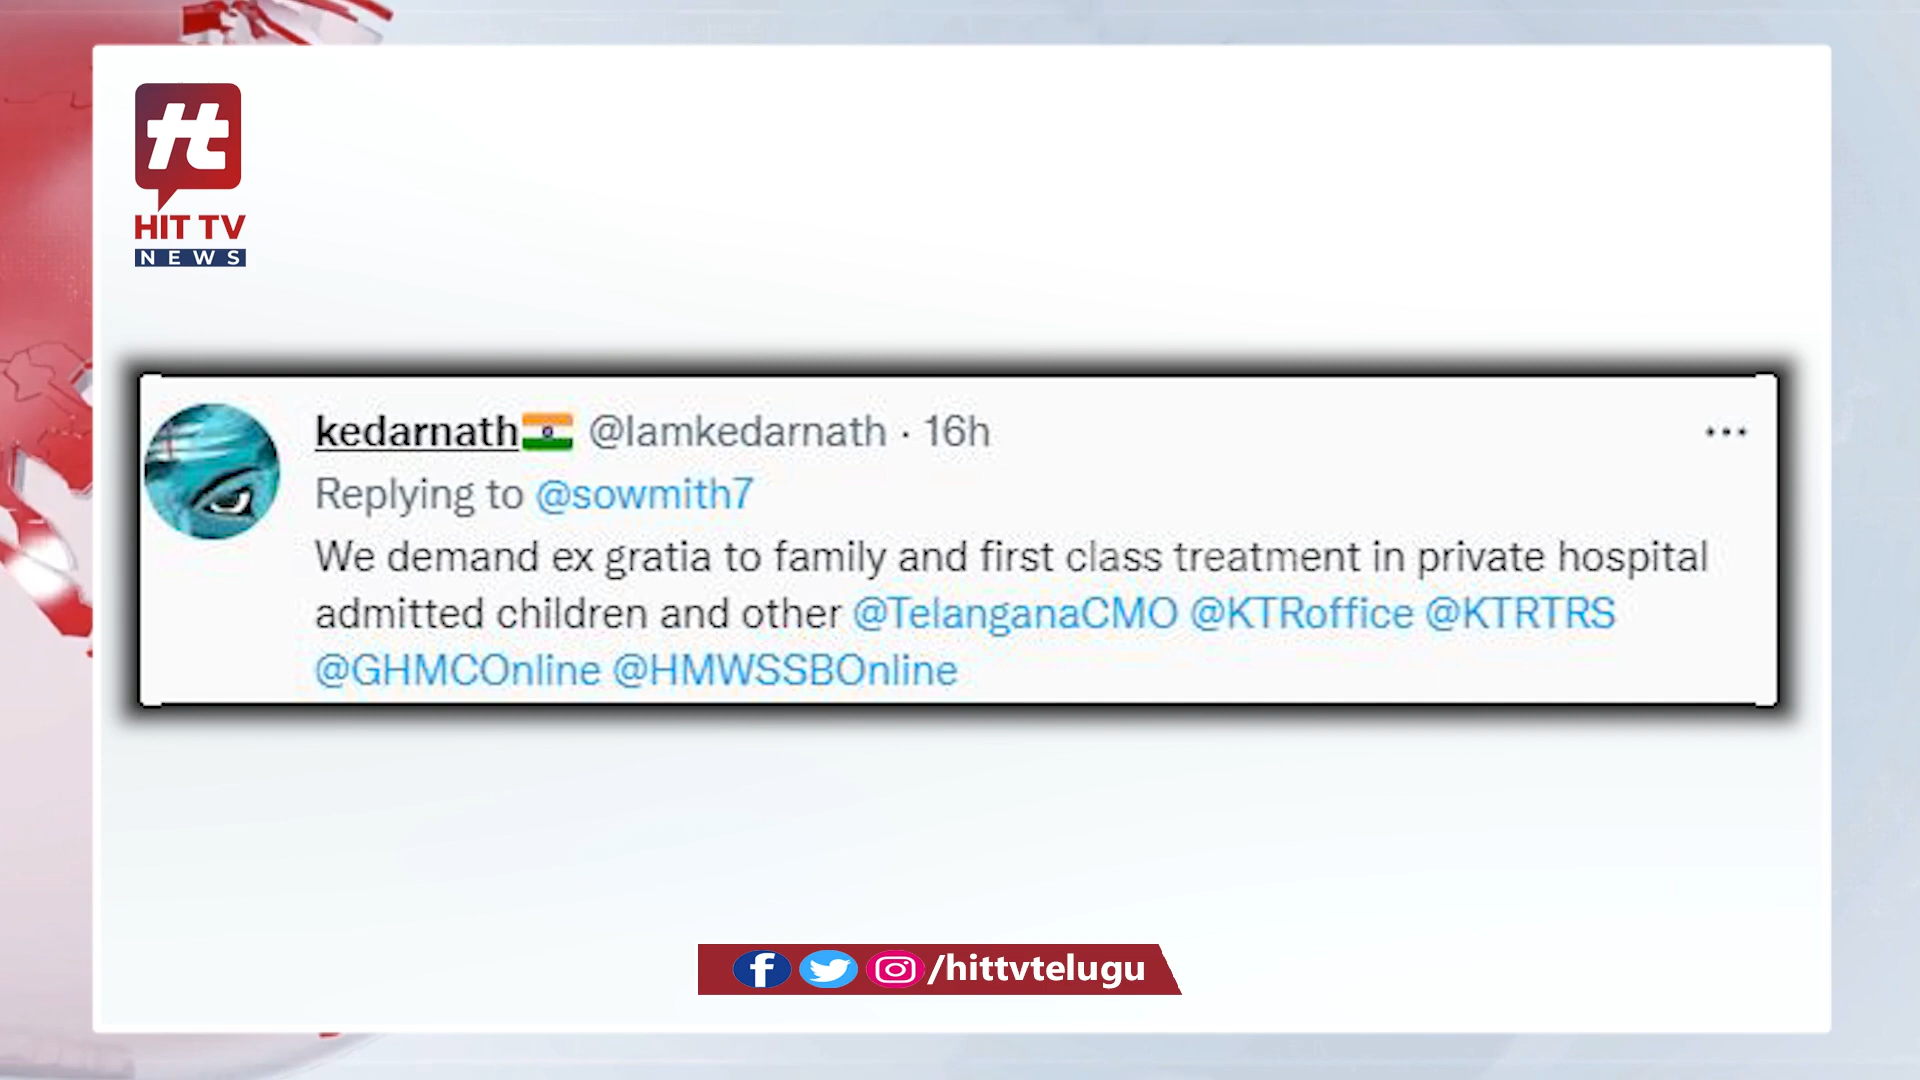 tt
HIT TV
NEWS
kedarnath🇮🇳 @Iamkedarnath · 16h
Replying to @sowmith7
We demand ex gratia to family and first class treatment in private hospital
admitted children and other @TelanganaCMO @KTRoffice @KTRTRS
@GHMCOnline @HMWSSBOnline
/hittvtelugu